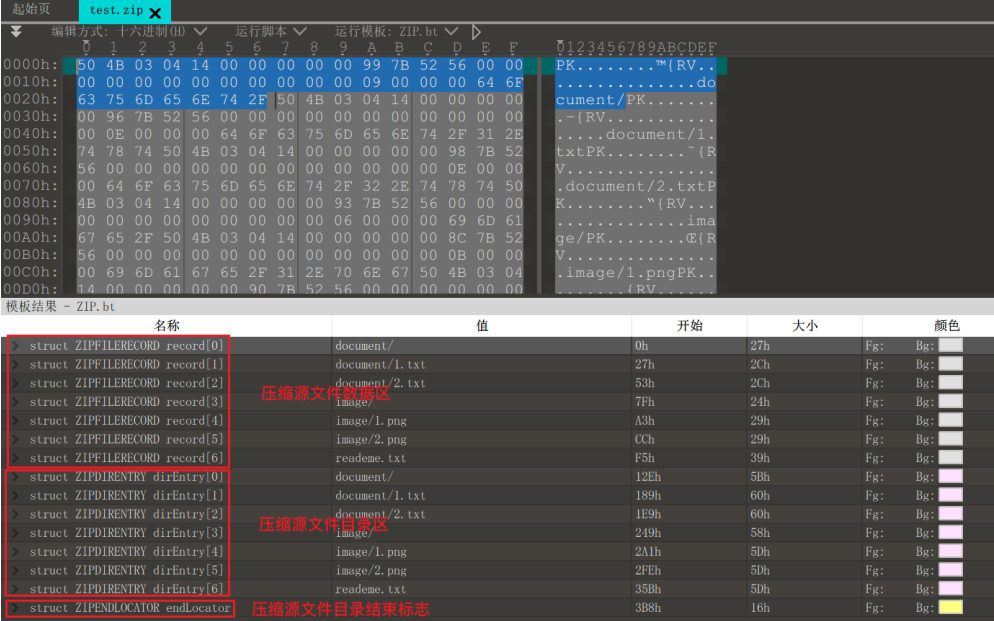 起始页 test.zip ×
编辑方式: 十六进制(H) 运行脚本 运行模板: ZIP.bt
0 1 2 3 4 5 6 7 8 9 A B C D E F 0123456789ABCDEF
0000h: 50 4B 03 04 14 00 00 00 00 00 99 7B 52 56 00 00 PK........™{RV..
0010h: 00 00 00 00 00 00 00 00 00 00 09 00 00 00 64 6F ..............do
0020h: 63 75 6D 65 6E 74 2F 50 4B 03 04 14 00 00 00 00 cument/PK.......
0030h: 00 96 7B 52 56 00 00 00 00 00 00 00 00 00 00 00 .–{RV...........
0040h: 00 0E 00 00 00 64 6F 63 75 6D 65 6E 74 2F 31 2E .....document/1.
0050h: 74 78 74 50 4B 03 04 14 00 00 00 00 00 98 7B 52 txtPK........˜{R
0060h: 56 00 00 00 00 00 00 00 00 00 00 00 00 0E 00 00 V...............
0070h: 00 64 6F 63 75 6D 65 6E 74 2F 32 2E 74 78 74 50 .document/2.txtP
0080h: 4B 03 04 14 00 00 00 00 00 93 7B 52 56 00 00 00 K........“{RV...
0090h: 00 00 00 00 00 00 00 00 00 06 00 00 00 69 6D 61 .............ima
00A0h: 67 65 2F 50 4B 03 04 14 00 00 00 00 00 8C 7B 52 ge/PK........Œ{R
00B0h: 56 00 00 00 00 00 00 00 00 00 00 00 00 0B 00 00 V...............
00C0h: 00 69 6D 61 67 65 2F 31 2E 70 6E 67 50 4B 03 04 .image/1.pngPK..
00D0h: 14 00 00 00 00 00 90 7B 52 56 00 00 00 00 00 00 .......{RV......
模板结果 - ZIP.bt
名称 值 开始 大小 颜色
struct ZIPFILERECORD record[0] document/ 0h 27h Fg: Bg:
struct ZIPFILERECORD record[1] document/1.txt 27h 2Ch Fg: Bg:
struct ZIPFILERECORD record[2] document/2.txt 53h 2Ch Fg: Bg:
压缩源文件数据区
struct ZIPFILERECORD record[3] image/ 7Fh 24h Fg: Bg:
struct ZIPFILERECORD record[4] image/1.png A3h 29h Fg: Bg:
struct ZIPFILERECORD record[5] image/2.png CCh 29h Fg: Bg:
struct ZIPFILERECORD record[6] reademe.txt F5h 39h Fg: Bg:
struct ZIPDIRENTRY dirEntry[0] document/ 12Eh 5Bh Fg: Bg:
struct ZIPDIRENTRY dirEntry[1] document/1.txt 189h 60h Fg: Bg:
struct ZIPDIRENTRY dirEntry[2] document/2.txt 1E9h 60h Fg: Bg:
压缩源文件目录区
struct ZIPDIRENTRY dirEntry[3] image/ 249h 58h Fg: Bg:
struct ZIPDIRENTRY dirEntry[4] image/1.png 2A1h 5Dh Fg: Bg:
struct ZIPDIRENTRY dirEntry[5] image/2.png 2FEh 5Dh Fg: Bg:
struct ZIPDIRENTRY dirEntry[6] reademe.txt 35Bh 5Dh Fg: Bg:
struct ZIPENDLOCATOR endLocator 压缩源文件目录结束标志 3B8h 16h Fg: Bg: